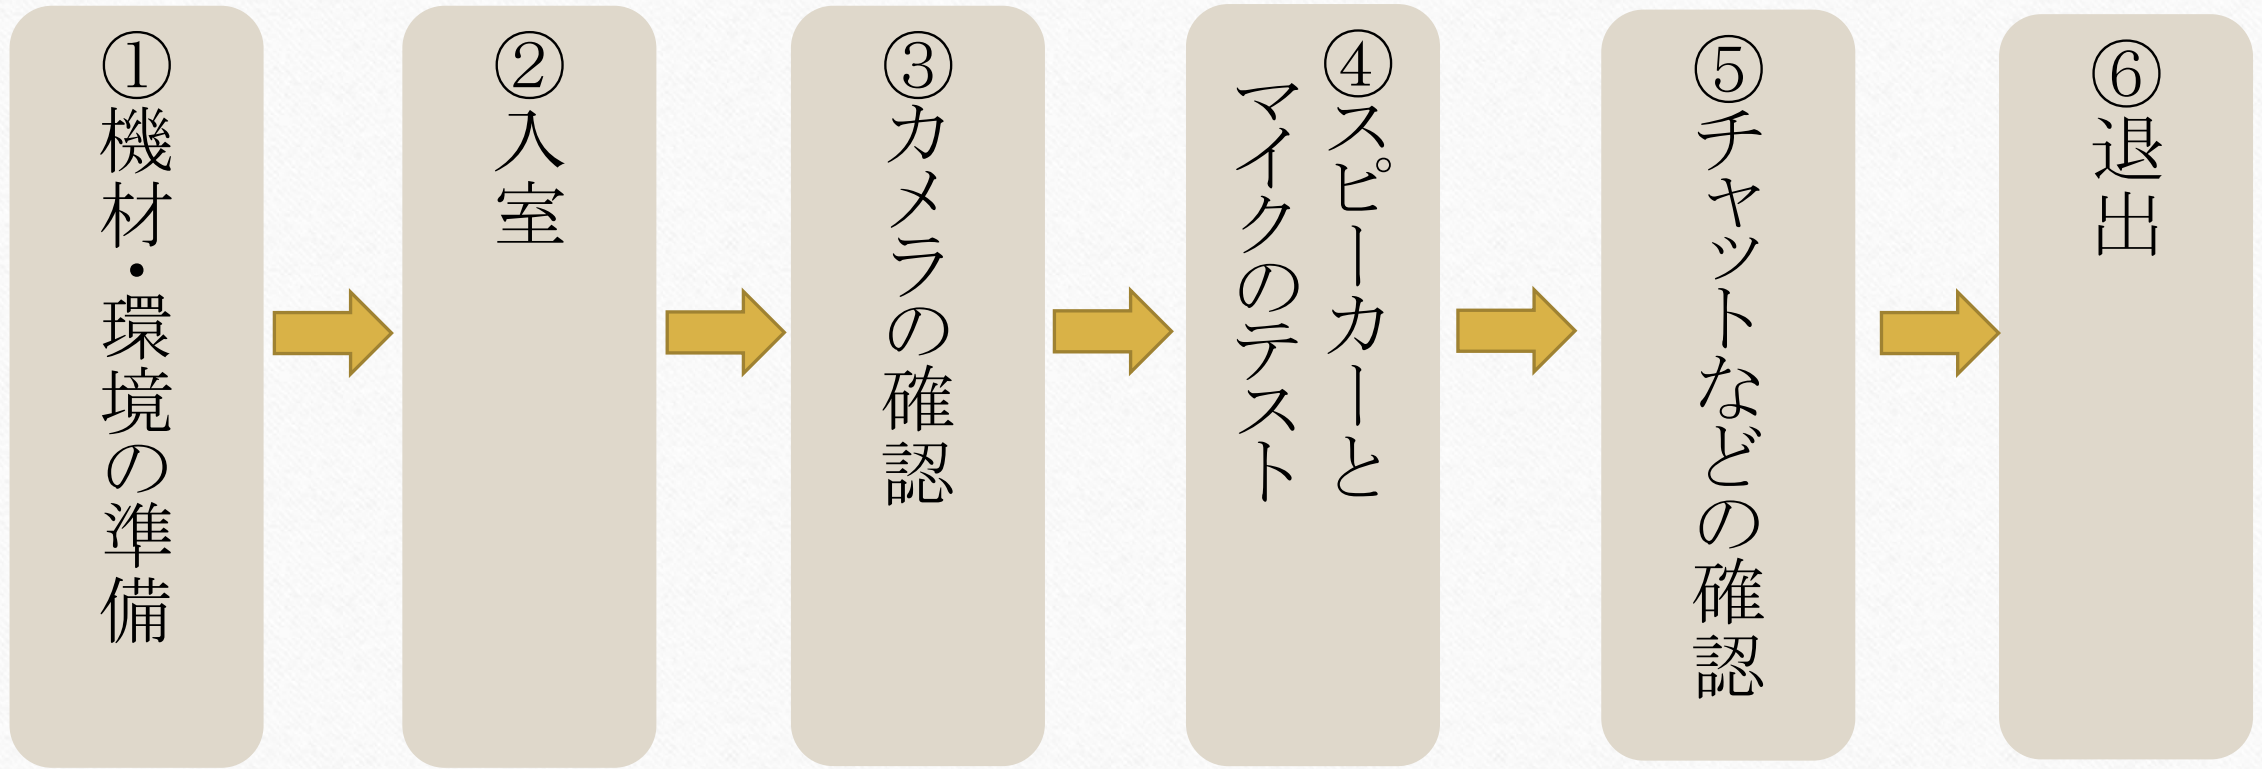 ①機材・環境の準備
②入室
③カメラの確認
④スピーカーと
マイクのテスト
⑤チャットなどの確認
⑥退出